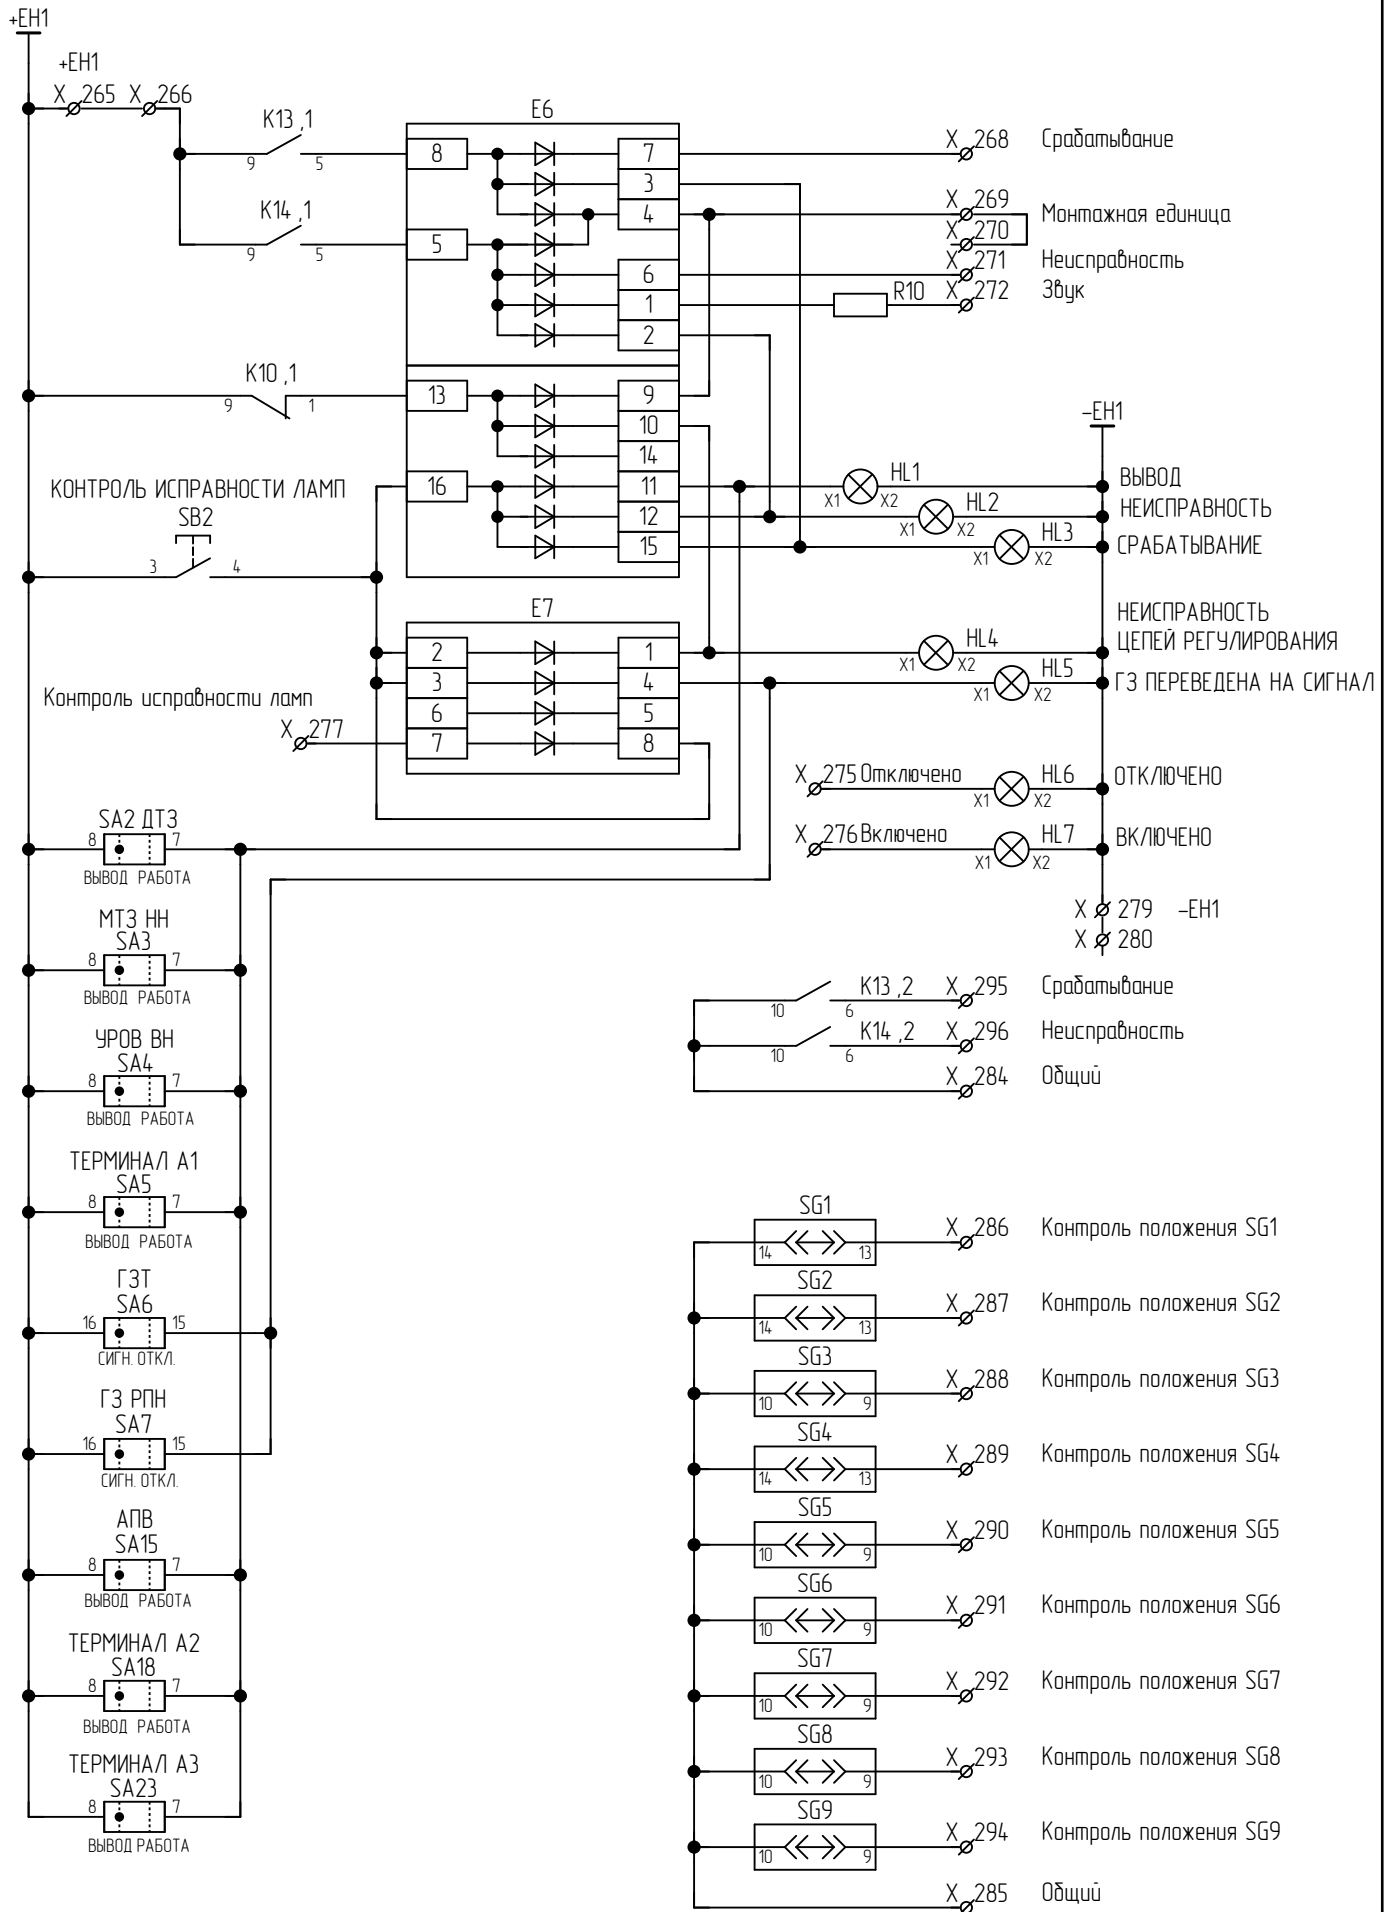 +EH1
+EH1
X 265 X 266
K13 ,1
9 5
K14 ,1
9 5
E6
8 7
3
4
5
6
1
2
X 268 Срабатывание
X 269
Монтажная единица
X 270
X 271 Неисправность
R10 X 272 Звук
K10 ,1
9 1
13 9
10
14
16 11
12
15
-EH1
HL1
X1 X2
ВЫВОД
HL2
X1 X2
НЕИСПРАВНОСТЬ
HL3
X1 X2
СРАБАТЫВАНИЕ
КОНТРОЛЬ ИСПРАВНОСТИ ЛАМП
SB2
3 4
E7
2 1
3 4
6 5
7 8
НЕИСПРАВНОСТЬ
ЦЕПЕЙ РЕГУЛИРОВАНИЯ
HL4
X1 X2
HL5
X1 X2
ГЗ ПЕРЕВЕДЕНА НА СИГНАЛ
Контроль исправности ламп
X 277
X 275 Отключено
HL6
X1 X2
ОТКЛЮЧЕНО
X 276 Включено
HL7
X1 X2
ВКЛЮЧЕНО
X 279 -EH1
X 280
SA2 ДТЗ
8 7
ВЫВОД РАБОТА
МТЗ НН
SA3
8 7
ВЫВОД РАБОТА
УРОВ ВН
SA4
8 7
ВЫВОД РАБОТА
ТЕРМИНАЛ А1
SA5
8 7
ВЫВОД РАБОТА
ГЗТ
SA6
16 15
СИГН. ОТКЛ.
ГЗ РПН
SA7
16 15
СИГН. ОТКЛ.
АПВ
SA15
8 7
ВЫВОД РАБОТА
ТЕРМИНАЛ А2
SA18
8 7
ВЫВОД РАБОТА
ТЕРМИНАЛ А3
SA23
8 7
ВЫВОД РАБОТА
K13 ,2 X 295 Срабатывание
10 6
K14 ,2 X 296 Неисправность
10 6
X 284 Общий
SG1
14 13
X 286 Контроль положения SG1
SG2
14 13
X 287 Контроль положения SG2
SG3
10 9
X 288 Контроль положения SG3
SG4
14 13
X 289 Контроль положения SG4
SG5
10 9
X 290 Контроль положения SG5
SG6
10 9
X 291 Контроль положения SG6
SG7
10 9
X 292 Контроль положения SG7
SG8
10 9
X 293 Контроль положения SG8
SG9
10 9
X 294 Контроль положения SG9
X 285 Общий